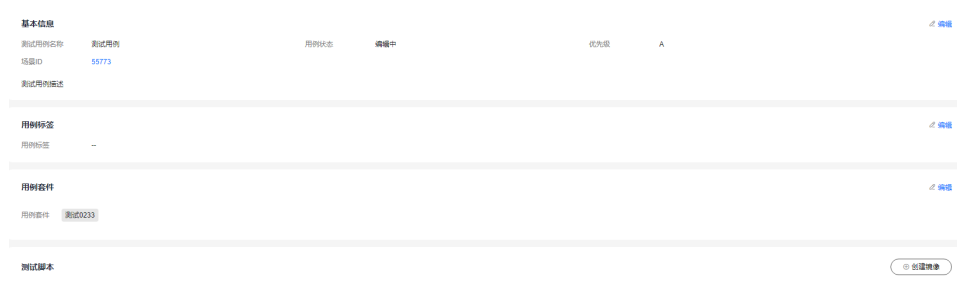 基本信息 编辑
测试用例名称 测试用例 用例状态 编辑中 优先级 A
场景ID 55773
测试用例描述
用例标签 编辑
用例标签 --
用例套件 编辑
用例套件 测试0233
测试脚本 创建镜像